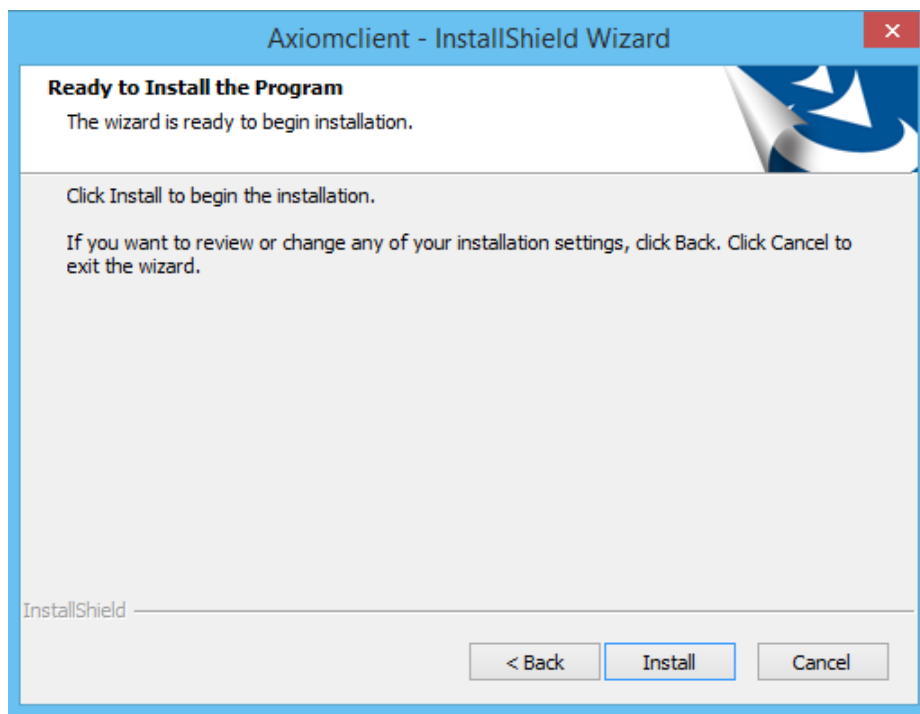 Axiomclient - InstallShield Wizard
Ready to Install the Program
The wizard is ready to begin installation.
Click Install to begin the installation.
If you want to review or change any of your installation settings, click Back. Click Cancel to
exit the wizard.
InstallShield
< Back Install Cancel